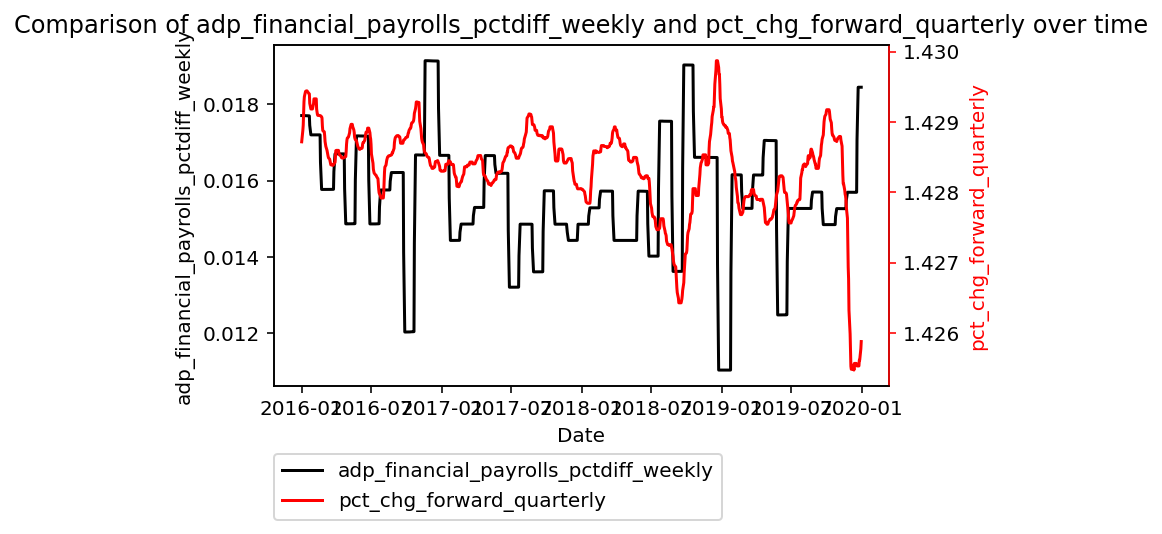 Comparison of adp_financial_payrolls_pctdiff_weekly and pct_chg_forward_quarterly over time
adp_financial_payrolls_pctdiff_weekly
0.018
0.016
0.014
0.012
1.430
1.429
1.428
1.427
1.426
pct_chg_forward_quarterly
2016-01 2016-07 2017-01 2017-07 2018-01 2018-07 2019-01 2019-07 2020-01
Date
adp_financial_payrolls_pctdiff_weekly
pct_chg_forward_quarterly